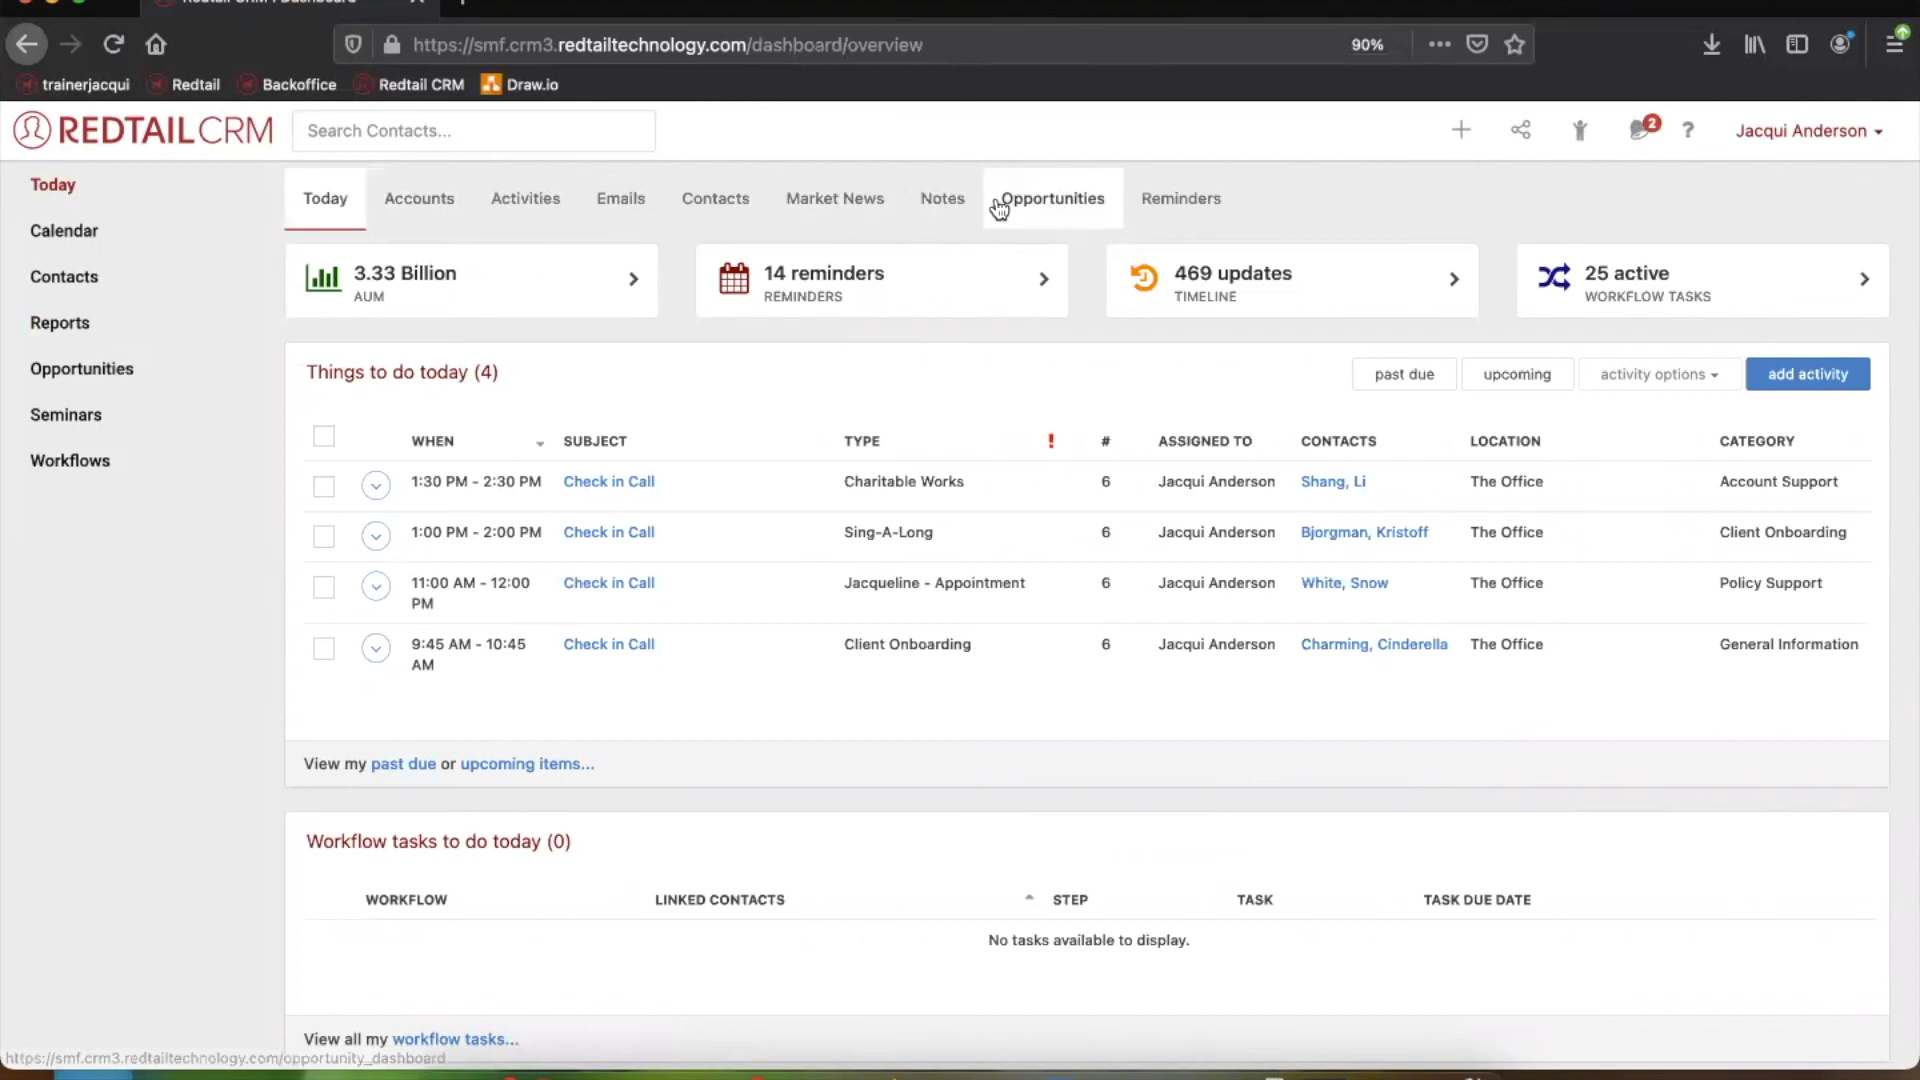 https://smf.crm3.redtailtechnology.com/dashboard/overview
90%
trainerjacqui Redtail Backoffice Redtail CRM Draw.io
REDTAILCRM
Search Contacts...
2
Jacqui Anderson
Today
Calendar
Contacts
Reports
Opportunities
Seminars
Workflows
Today Accounts Activities Emails Contacts Market News Notes Opportunities Reminders
3.33 Billion
AUM
14 reminders
REMINDERS
469 updates
TIMELINE
25 active
WORKFLOW TASKS
Things to do today (4)
past due upcoming activity options add activity
WHEN SUBJECT TYPE ! # ASSIGNED TO CONTACTS LOCATION CATEGORY
1:30 PM - 2:30 PM Check in Call Charitable Works 6 Jacqui Anderson Shang, Li The Office Account Support
1:00 PM - 2:00 PM Check in Call Sing-A-Long 6 Jacqui Anderson Bjorgman, Kristoff The Office Client Onboarding
11:00 AM - 12:00 Check in Call Jacqueline - Appointment 6 Jacqui Anderson White, Snow The Office Policy Support
PM
9:45 AM - 10:45 Check in Call Client Onboarding 6 Jacqui Anderson Charming, Cinderella The Office General Information
AM
View my past due or upcoming items...
Workflow tasks to do today (0)
WORKFLOW LINKED CONTACTS STEP TASK TASK DUE DATE
No tasks available to display.
View all my workflow tasks...
https://smf.crm3.redtailtechnology.com/opportunity_dashboard